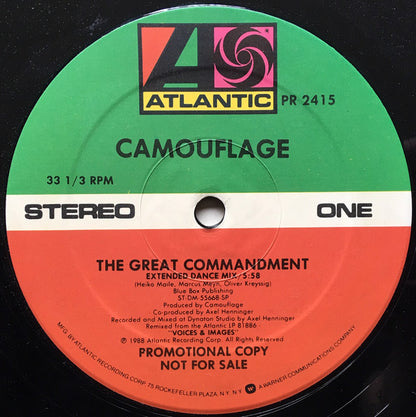 ATLANTIC
PR 2415
CAMOUFLAGE
33 1/3 RPM
STEREO
ONE
THE GREAT COMMANDMENT
EXTENDED DANCE MIX/5:58
(Heiko Maile, Marcus Meyn, Oliver Kreyssig)
Blue Box Publishing
ST-DM-55668-SP
Produced by Camouflage
Co-produced by Axel Henninger
Recorded and Mixed at Dynaton Studio by Axel Henninger
Remixed from the Atlantic LP 81886 -
"VOICES & IMAGES"
℗ 1988 Atlantic Recording Corp. All Rights Reserved.
PROMOTIONAL COPY
NOT FOR SALE
MFG. BY ATLANTIC RECORDING CORP. 75 ROCKEFELLER PLAZA, N.Y. N.Y. W A WARNER COMMUNICATIONS COMPANY